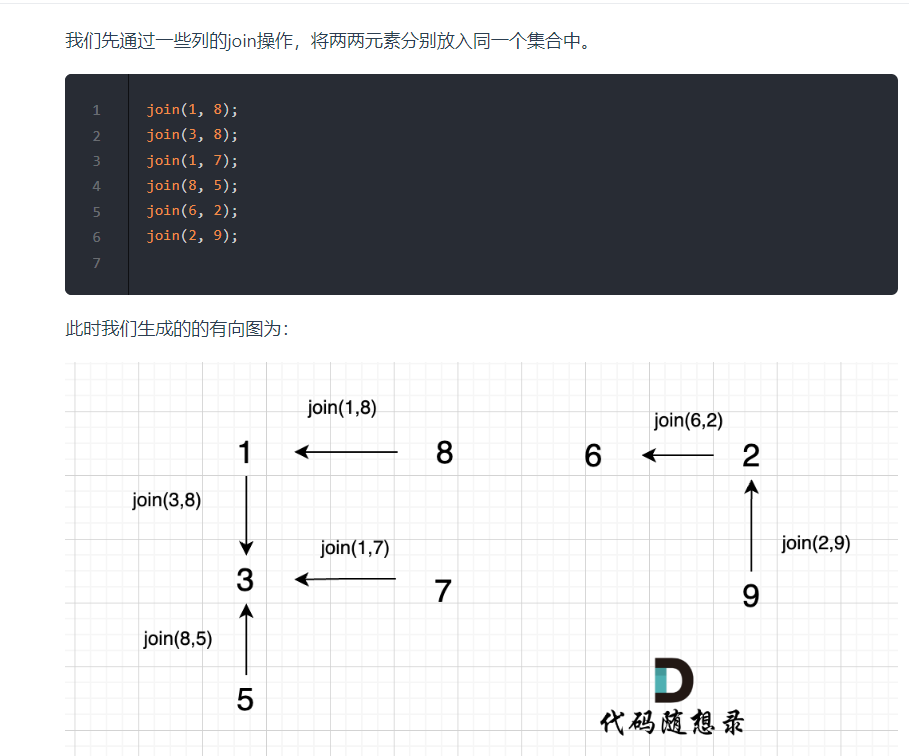 我们先通过一些列的join操作，将两两元素分别放入同一个集合中。
1 join(1, 8);
2 join(3, 8);
3 join(1, 7);
4 join(8, 5);
5 join(6, 2);
6 join(2, 9);
7
此时我们生成的的有向图为：
join(1,8)
join(6,2)
1 8 6 2
join(3,8)
join(1,7)
join(2,9)
3 7 9
join(8,5)
5
代码随想录